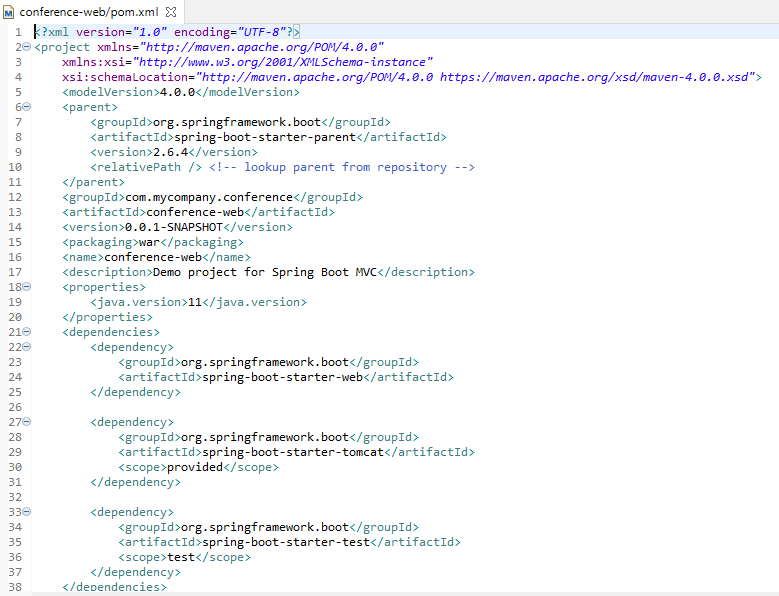 conference-web/pom.xml
1 <?xml version="1.0" encoding="UTF-8"?>
2 <project xmlns="http://maven.apache.org/POM/4.0.0"
3     xmlns:xsi="http://www.w3.org/2001/XMLSchema-instance"
4     xsi:schemaLocation="http://maven.apache.org/POM/4.0.0 https://maven.apache.org/xsd/maven-4.0.0.xsd">
5     <modelVersion>4.0.0</modelVersion>
6     <parent>
7         <groupId>org.springframework.boot</groupId>
8         <artifactId>spring-boot-starter-parent</artifactId>
9         <version>2.6.4</version>
10         <relativePath /> <!-- lookup parent from repository -->
11     </parent>
12     <groupId>com.mycompany.conference</groupId>
13     <artifactId>conference-web</artifactId>
14     <version>0.0.1-SNAPSHOT</version>
15     <packaging>war</packaging>
16     <name>conference-web</name>
17     <description>Demo project for Spring Boot MVC</description>
18     <properties>
19         <java.version>11</java.version>
20     </properties>
21     <dependencies>
22         <dependency>
23             <groupId>org.springframework.boot</groupId>
24             <artifactId>spring-boot-starter-web</artifactId>
25         </dependency>
26
27         <dependency>
28             <groupId>org.springframework.boot</groupId>
29             <artifactId>spring-boot-starter-tomcat</artifactId>
30             <scope>provided</scope>
31         </dependency>
32
33         <dependency>
34             <groupId>org.springframework.boot</groupId>
35             <artifactId>spring-boot-starter-test</artifactId>
36             <scope>test</scope>
37         </dependency>
38     </dependencies>